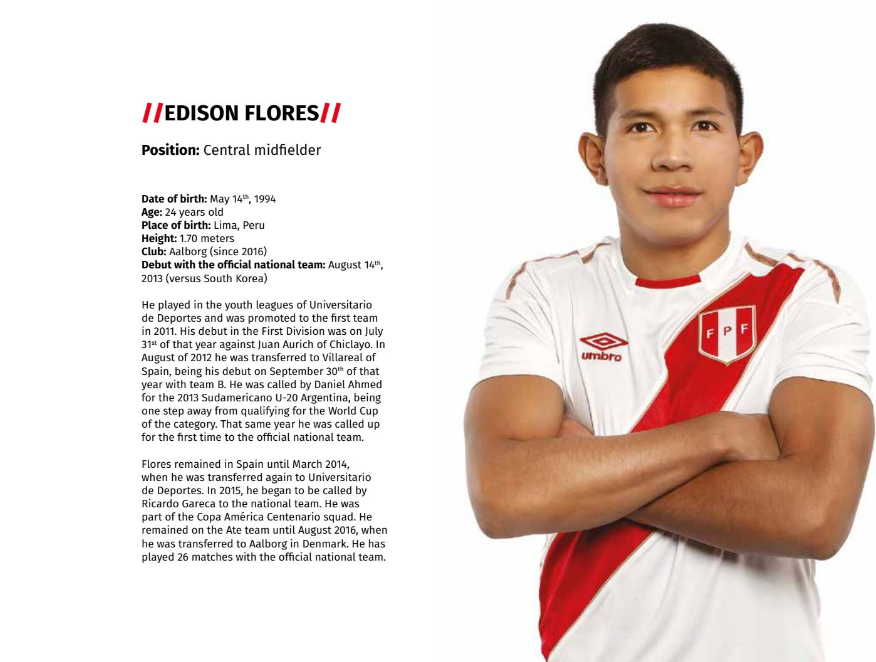 //EDISON FLORES//
Position: Central midfielder
Date of birth: May 14th, 1994
Age: 24 years old
Place of birth: Lima, Peru
Height: 1.70 meters
Club: Aalborg (since 2016)
Debut with the official national team: August 14th,
2013 (versus South Korea)
He played in the youth leagues of Universitario
de Deportes and was promoted to the first team
in 2011. His debut in the First Division was on July
31st of that year against Juan Aurich of Chiclayo. In
August of 2012 he was transferred to Villareal of
Spain, being his debut on September 30th of that
year with team B. He was called by Daniel Ahmed
for the 2013 Sudamericano U-20 Argentina, being
one step away from qualifying for the World Cup
of the category. That same year he was called up
for the first time to the official national team.
Flores remained in Spain until March 2014,
when he was transferred again to Universitario
de Deportes. In 2015, he began to be called by
Ricardo Gareca to the national team. He was
part of the Copa América Centenario squad. He
remained on the Ate team until August 2016, when
he was transferred to Aalborg in Denmark. He has
played 26 matches with the official national team.
umbro
F P F